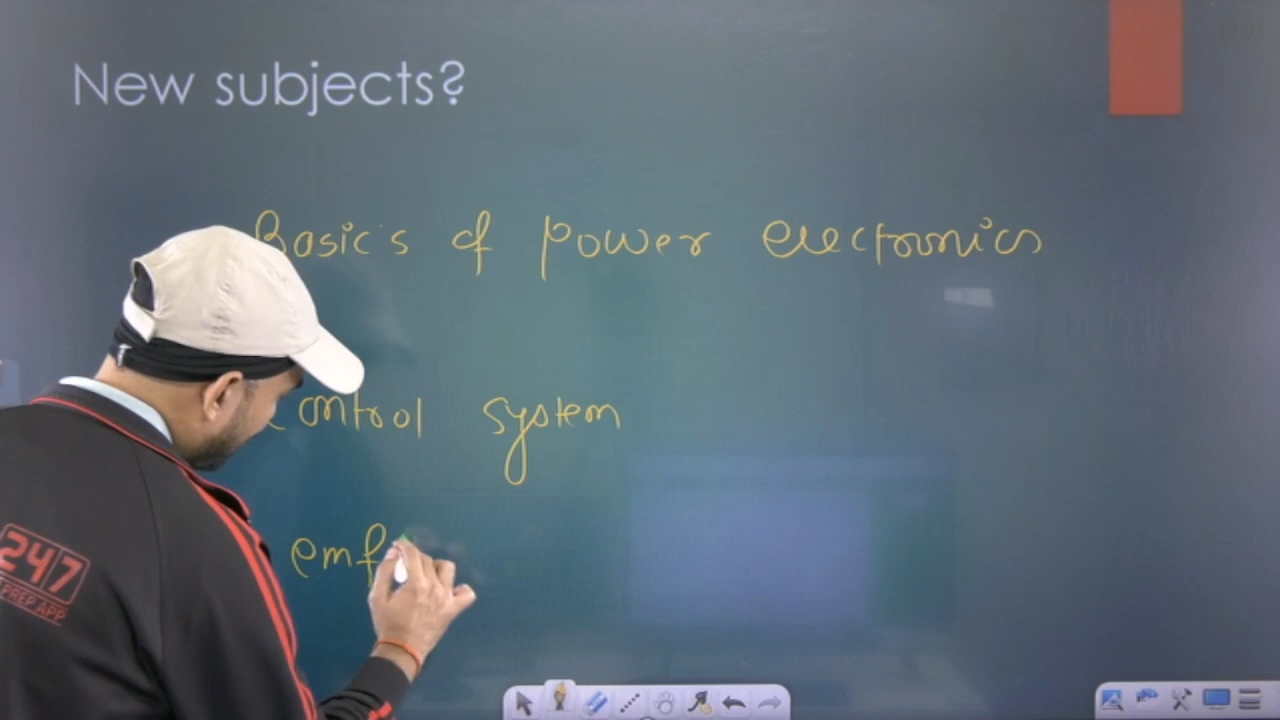 New subjects?
Basics of power electronics
control system
emf
247
PREP APP